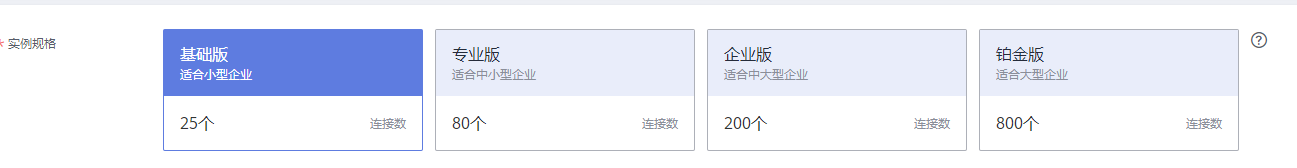 * 实例规格
基础版
适合小型企业
25个 连接数
专业版
适合中小型企业
80个 连接数
企业版
适合中大型企业
200个 连接数
铂金版
适合大型企业
800个 连接数
?